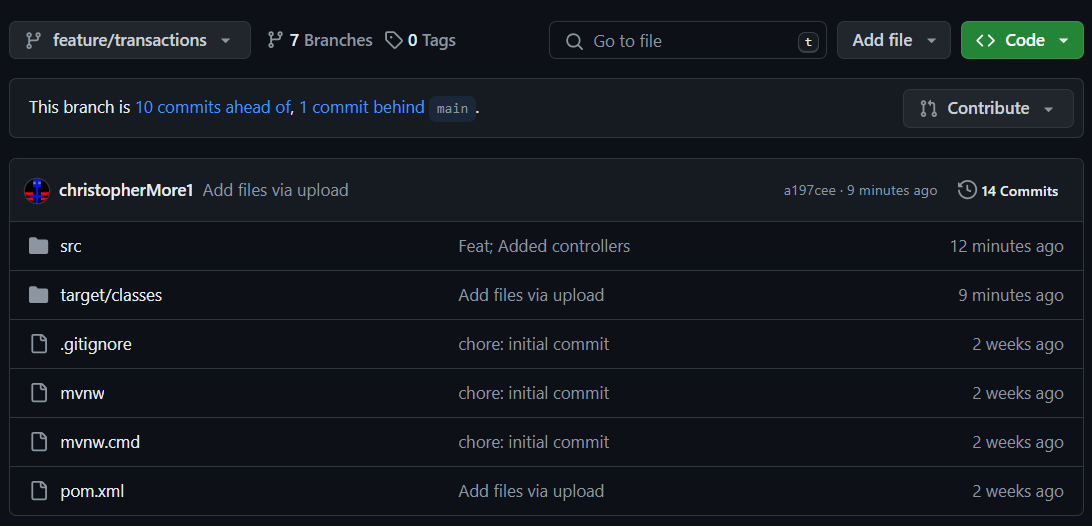 feature/transactions 7 Branches 0 Tags Go to file t Add file Code
This branch is 10 commits ahead of, 1 commit behind main. Contribute
christopherMore1 Add files via upload a197cee · 9 minutes ago 14 Commits
src Feat; Added controllers 12 minutes ago
target/classes Add files via upload 9 minutes ago
.gitignore chore: initial commit 2 weeks ago
mvnw chore: initial commit 2 weeks ago
mvnw.cmd chore: initial commit 2 weeks ago
pom.xml Add files via upload 2 weeks ago